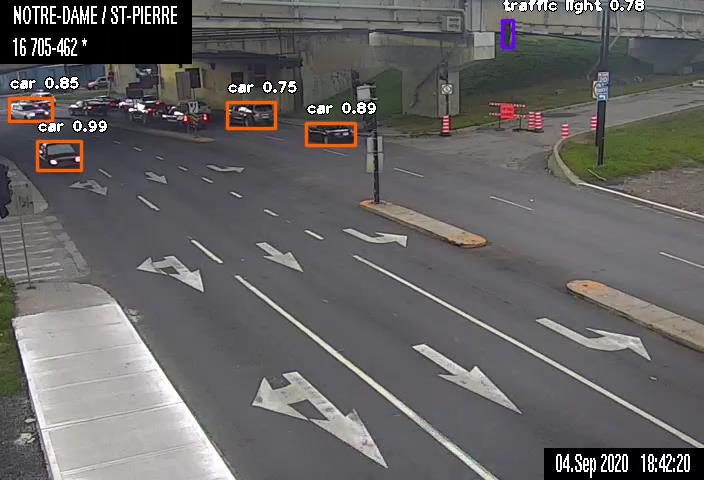 NOTRE-DAME / ST-PIERRE
16 705-462 *
traffic light 0.78
car 0.85
car 0.75
car 0.89
car 0.99
04.Sep 2020 18:42:20